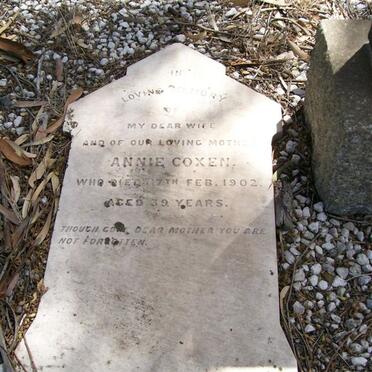 IN
LOVING MEMORY
OF
MY DEAR WIFE
AND OF OUR LOVING MOTHER
ANNIE COXEN.
WHO DIED 17TH FEB. 1902.
AGED 39 YEARS.
THOUGH GONE DEAR MOTHER YOU ARE
NOT FORGOTTEN.